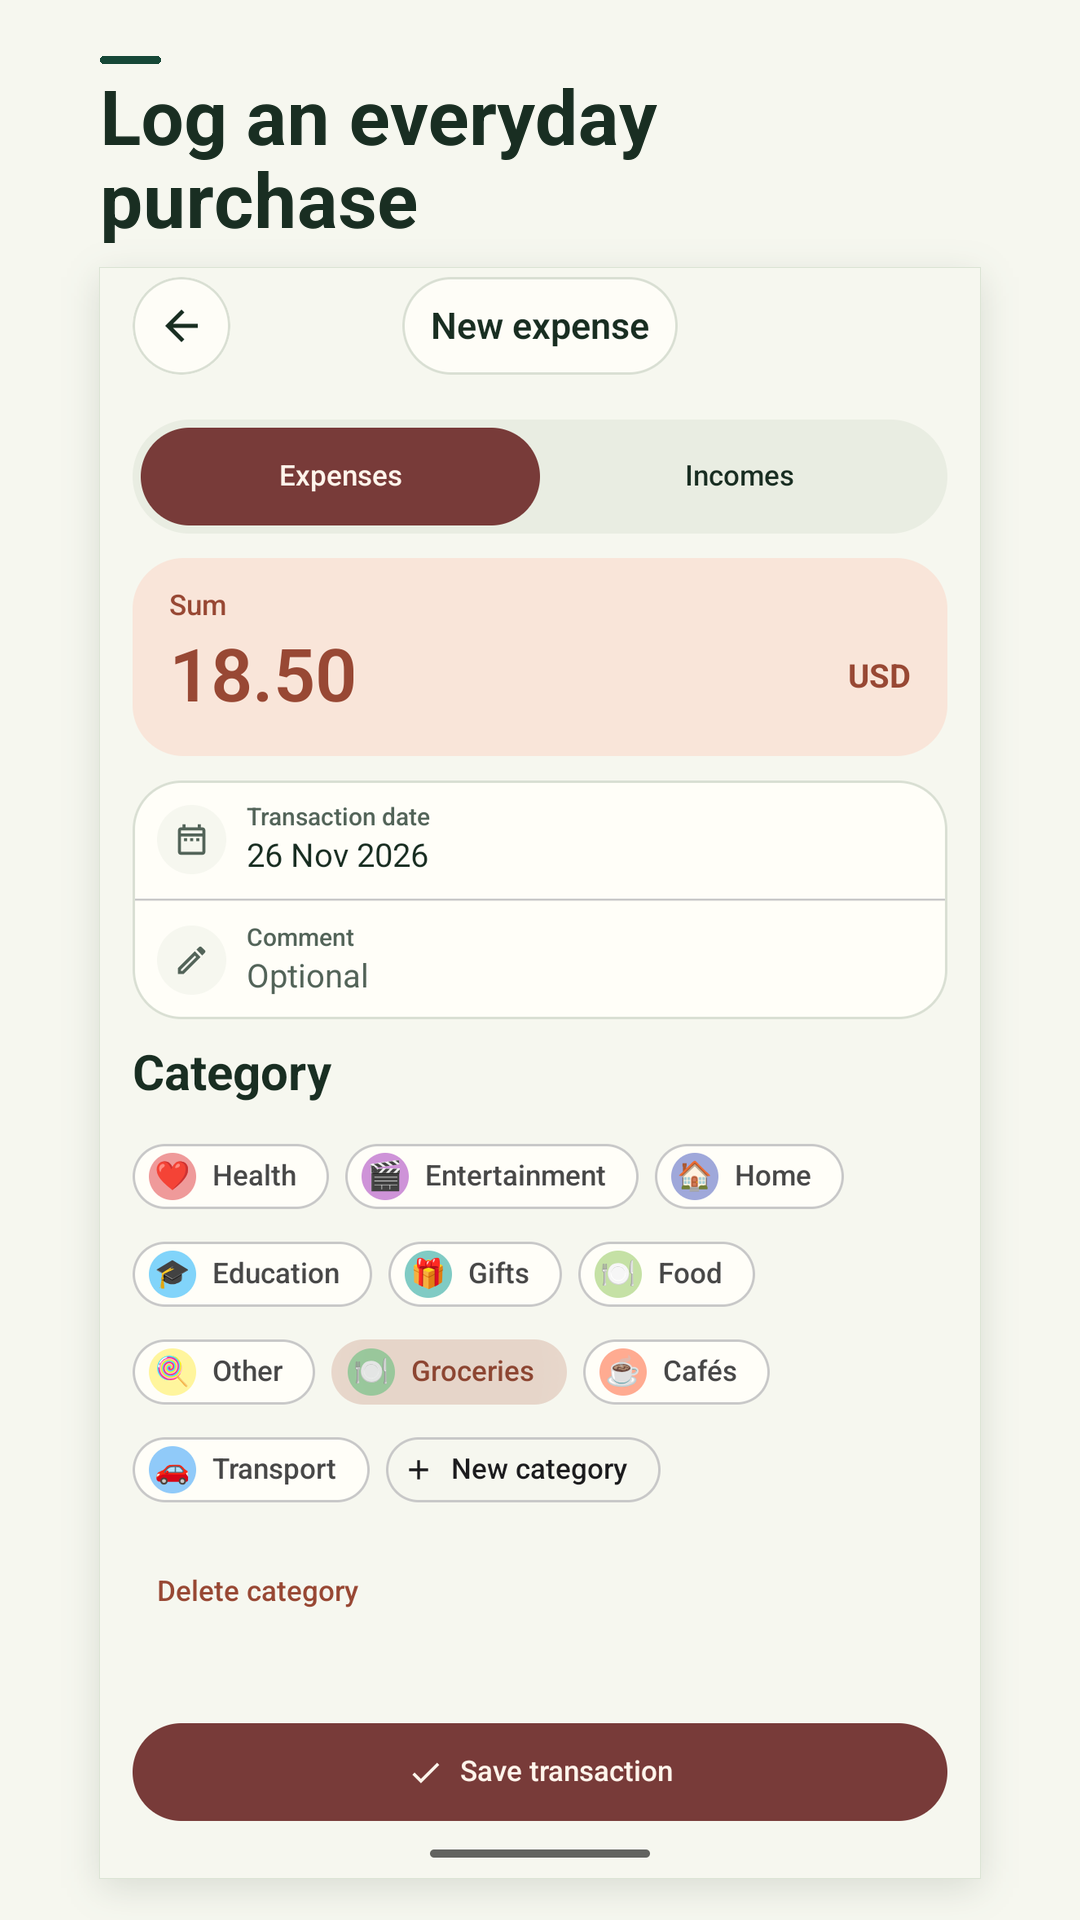 Log an everyday
purchase
New expense
Expenses
Incomes
Sum
18.50
USD
Transaction date
26 Nov 2026
Comment
Optional
Category
Health
Entertainment
Home
Education
Gifts
Food
Other
Groceries
Cafés
Transport
New category
Delete category
Save transaction